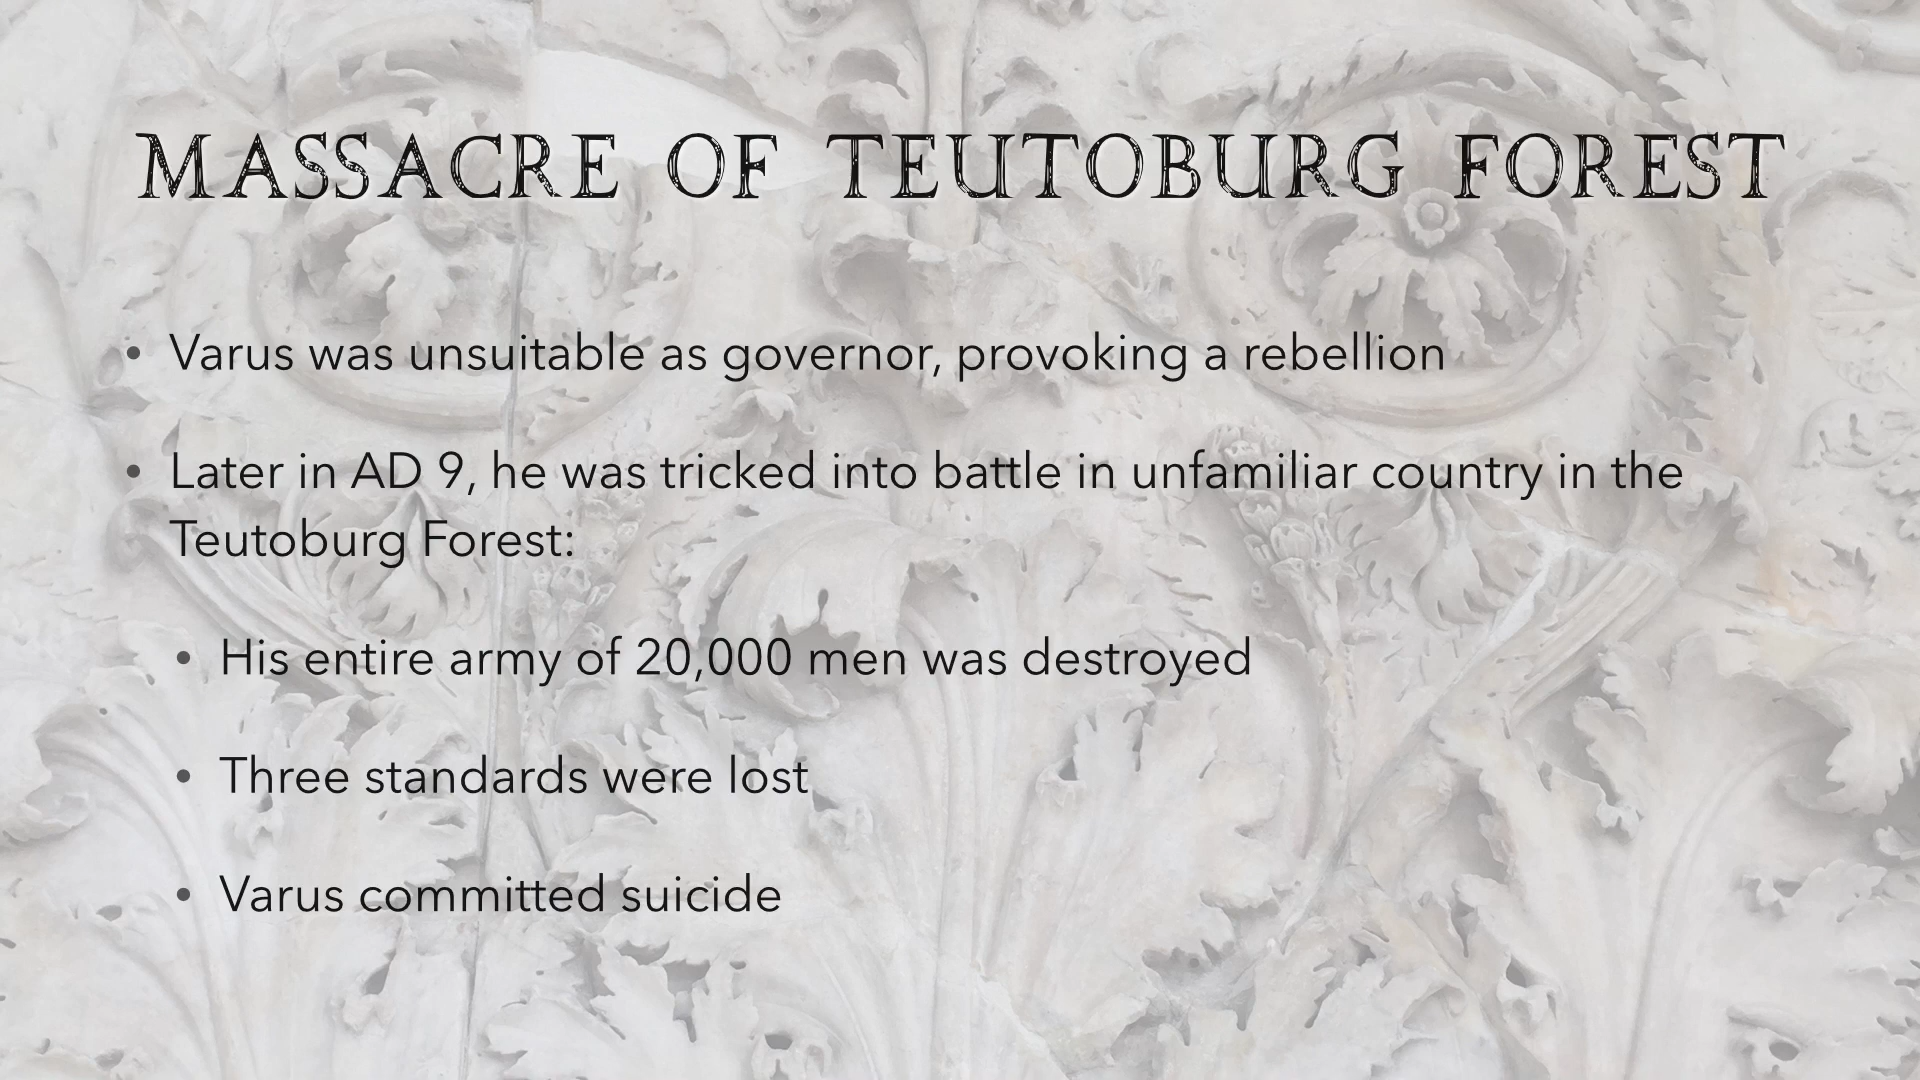 MASSACRE OF TEUTOBURG FOREST
• Varus was unsuitable as governor, provoking a rebellion
• Later in AD 9, he was tricked into battle in unfamiliar country in the
Teutoburg Forest:
• His entire army of 20,000 men was destroyed
• Three standards were lost
• Varus committed suicide